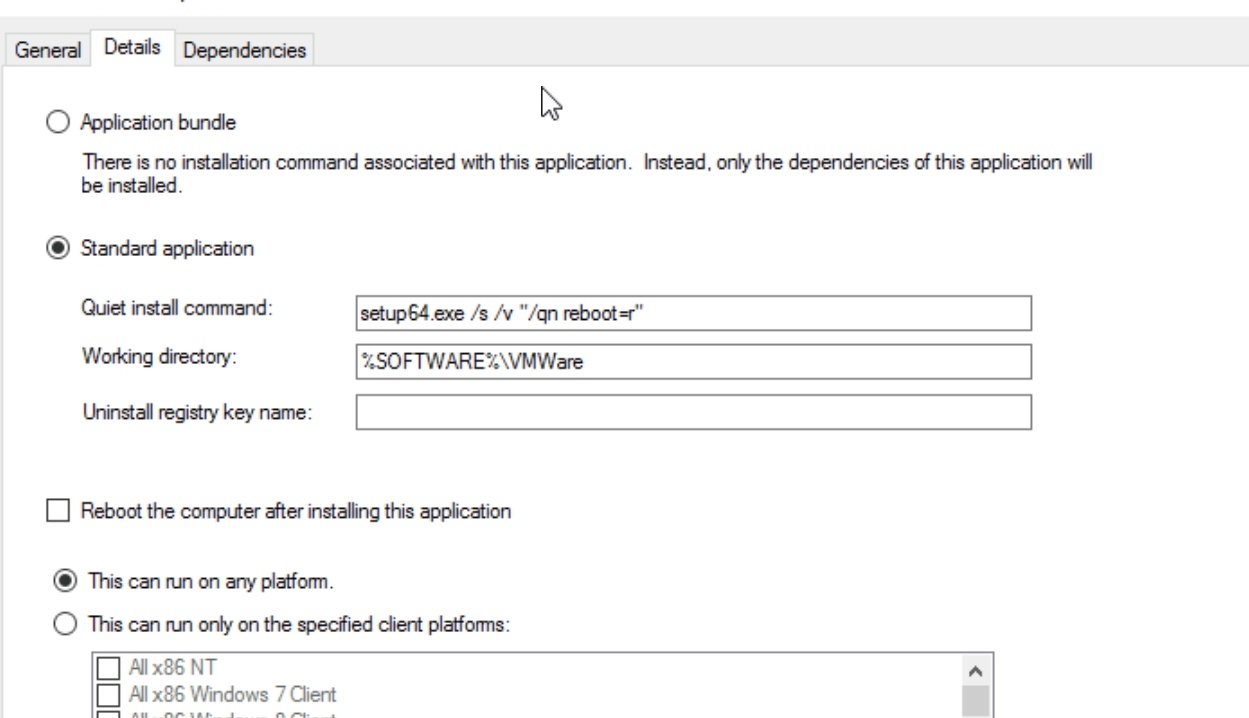 General Details Dependencies
Application bundle
There is no installation command associated with this application. Instead, only the dependencies of this application will
be installed.
Standard application
Quiet install command: setup64.exe /s /v "/qn reboot=r"
Working directory: %SOFTWARE%\VMWare
Uninstall registry key name:
Reboot the computer after installing this application
This can run on any platform.
This can run only on the specified client platforms:
All x86 NT
All x86 Windows 7 Client